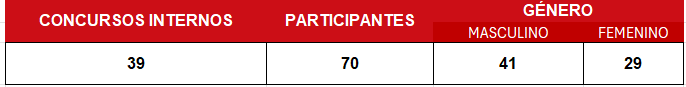 CONCURSOS INTERNOS PARTICIPANTES GÉNERO
MASCULINO FEMENINO
39 70 41 29